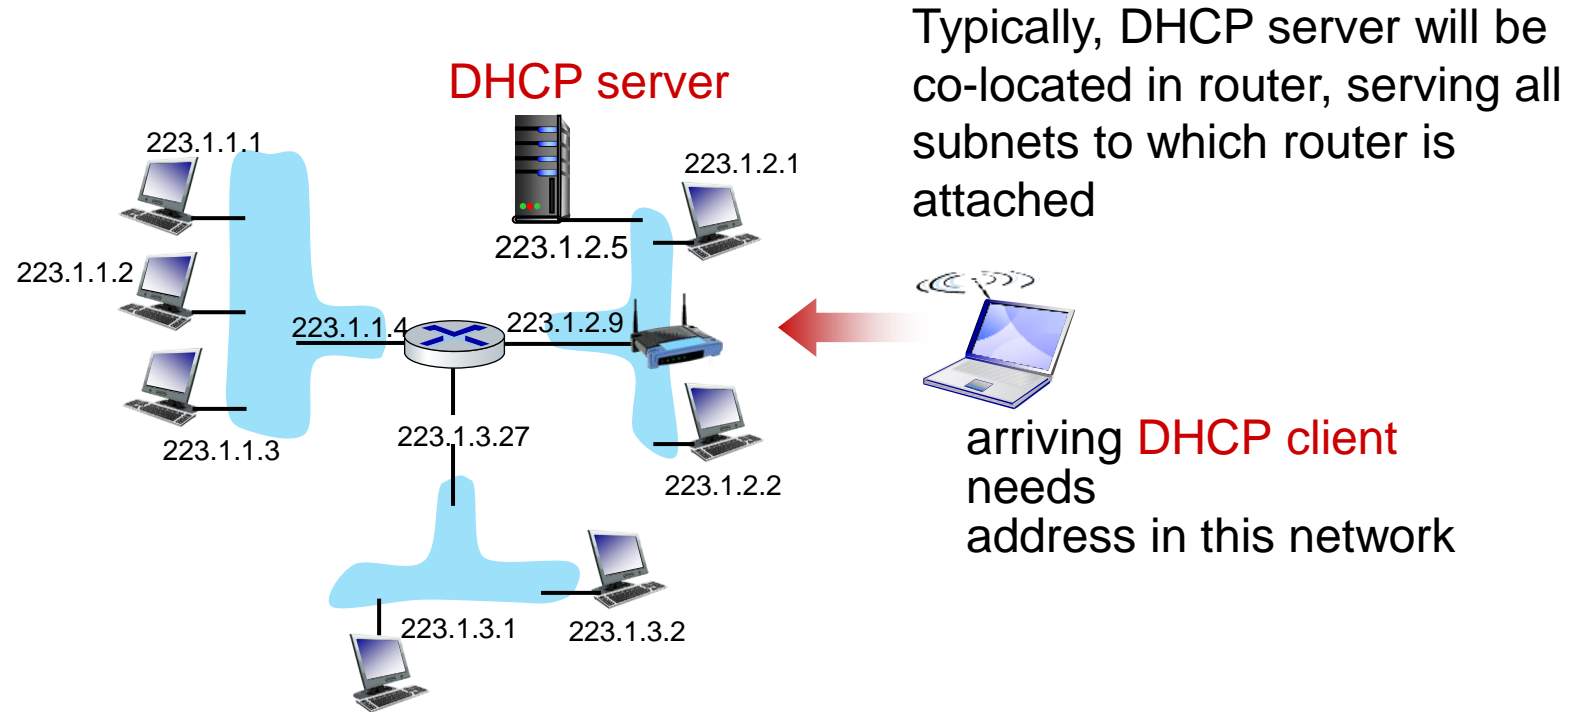 Typically, DHCP server will be
co-located in router, serving all
subnets to which router is
attached
DHCP server
223.1.1.1
223.1.2.1
223.1.2.5
223.1.1.2
223.1.1.4
223.1.2.9
223.1.3.27
223.1.1.3
223.1.2.2
arriving DHCP client
needs
address in this network
223.1.3.1
223.1.3.2